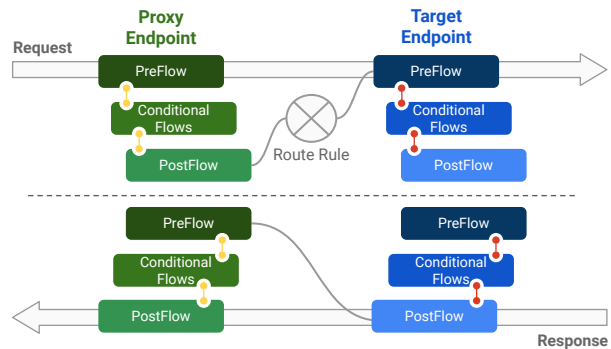 Proxy
Endpoint
Target
Endpoint
Request
PreFlow
PreFlow
Conditional
Flows
Conditional
Flows
Route Rule
PostFlow
PostFlow
PreFlow
PreFlow
Conditional
Flows
Conditional
Flows
PostFlow
PostFlow
Response